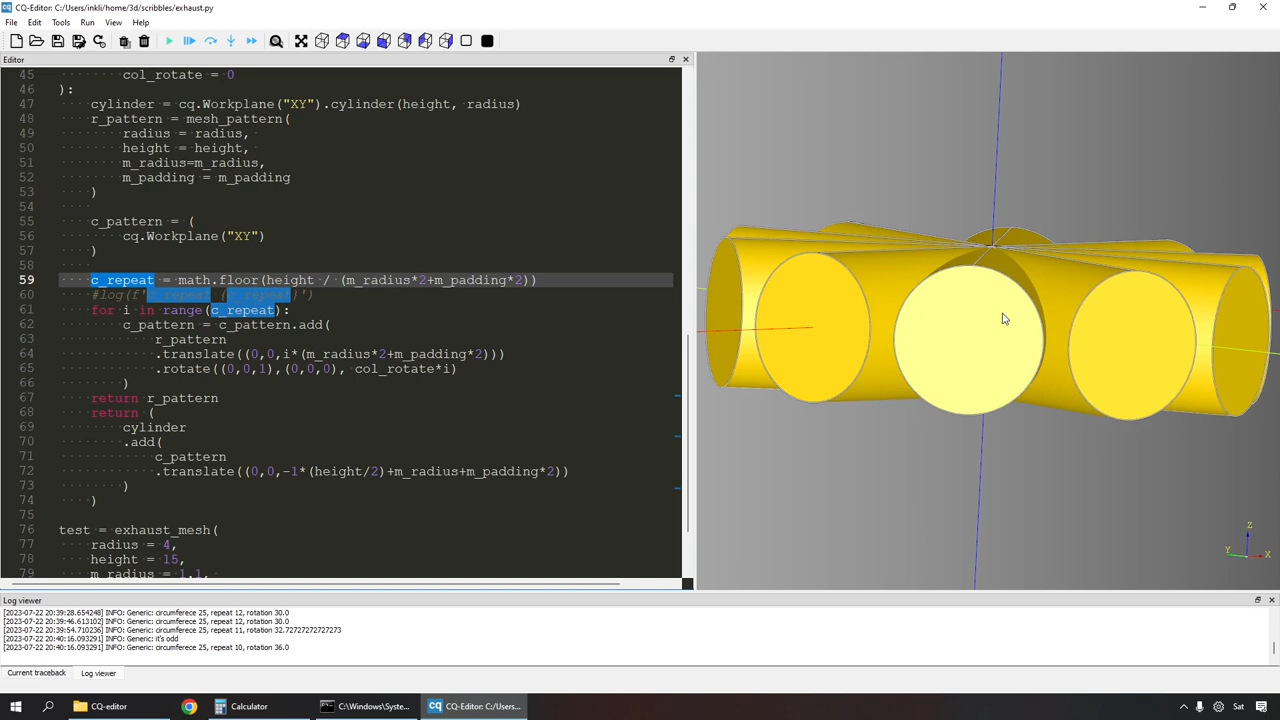 CQ-Editor: C:/Users/inkli/home/3d/scribbles/exhaust.py
File Edit Tools Run View Help
Editor
45 col_rotate = 0
46 ):
47 cylinder = cq.Workplane("XY").cylinder(height, radius)
48 r_pattern = mesh_pattern(
49 radius = radius,
50 height = height,
51 m_radius=m_radius,
52 m_padding = m_padding
53 )
54
55 c_pattern = (
56 cq.Workplane("XY")
57 )
58
59 c_repeat = math.floor(height / (m_radius*2+m_padding*2))
60 #log(f'c_repeat {c_repeat}')
61 for i in range(c_repeat):
62 c_pattern = c_pattern.add(
63 r_pattern
64 .translate((0,0,i*(m_radius*2+m_padding*2)))
65 .rotate((0,0,1),(0,0,0), col_rotate*i)
66 )
67 return r_pattern
68 return (
69 cylinder
70 .add(
71 c_pattern
72 .translate((0,0,-1*(height/2)+m_radius+m_padding*2))
73 )
74 )
75
76 test = exhaust_mesh(
77 radius = 4,
78 height = 15,
79 m_radius = 1.1,
Z
Y X
Log viewer
[2023-07-22 20:39:28.654248] INFO: Generic: circumferece 25, repeat 12, rotation 30.0
[2023-07-22 20:39:46.613102] INFO: Generic: circumferece 25, repeat 12, rotation 30.0
[2023-07-22 20:39:54.710236] INFO: Generic: circumferece 25, repeat 11, rotation 32.72727272727273
[2023-07-22 20:40:16.093291] INFO: Generic: it's odd
[2023-07-22 20:40:16.093291] INFO: Generic: circumferece 25, repeat 10, rotation 36.0
Current traceback Log viewer
CQ-editor Calculator C:\Windows\Syste... CQ-Editor: C:/Users... Sat